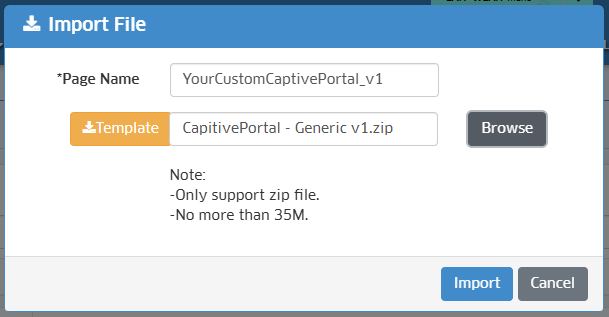 Import File
*Page Name YourCustomCaptivePortal_v1
Template CapitivePortal - Generic v1.zip Browse
Note:
-Only support zip file.
-No more than 35M.
Import Cancel